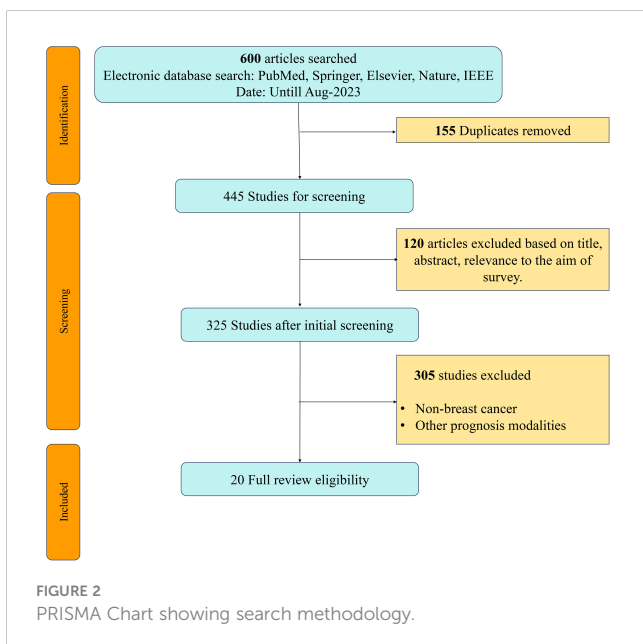 Identification
600 articles searched
Electronic database search: PubMed, Springer, Elsevier, Nature, IEEE
Date: Untill Aug-2023
155 Duplicates removed
Screening
445 Studies for screening
120 articles excluded based on title,
abstract, relevance to the aim of
survey.
325 Studies after initial screening
305 studies excluded
• Non-breast cancer
• Other prognosis modalities
Included
20 Full review eligibility
FIGURE 2
PRISMA Chart showing search methodology.